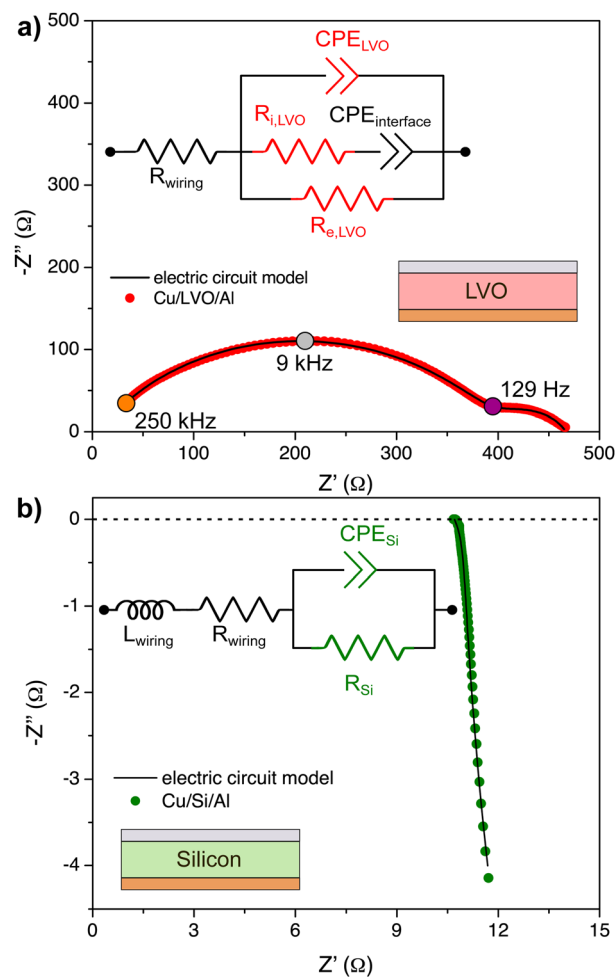 a)
500
450
400
350
300
200
100
0
-Z'' (Ω)
CPE_LVO
R_i,LVO
CPE_interface
R_wiring
R_e,LVO
electric circuit model
Cu/LVO/Al
LVO
9 kHz
129 Hz
250 kHz
0 100 200 300 400 500
Z' (Ω)
b)
0
-1
-2
-3
-4
-Z'' (Ω)
CPE_Si
L_wiring
R_wiring
R_Si
electric circuit model
Cu/Si/Al
Silicon
0 3 6 9 12 15
Z' (Ω)